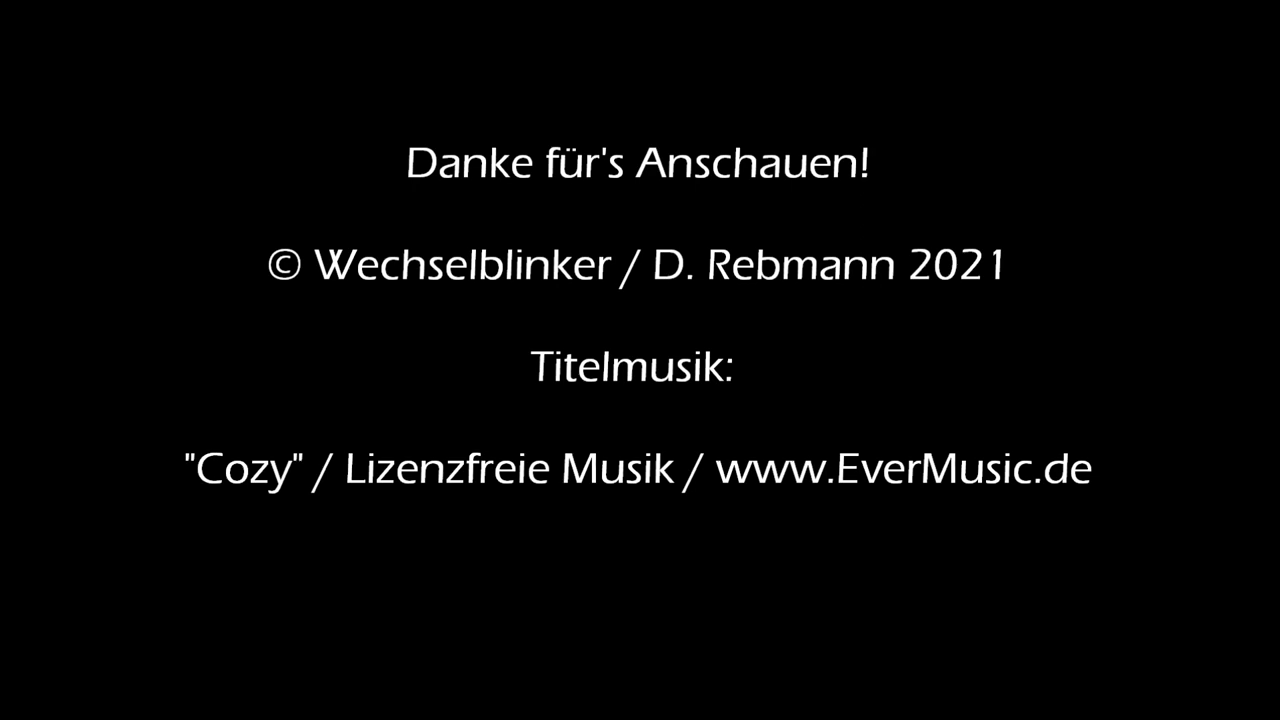 Danke für's Anschauen!
© Wechselblinker / D. Rebmann 2021
Titelmusik:
"Cozy" / Lizenzfreie Musik / www.EverMusic.de